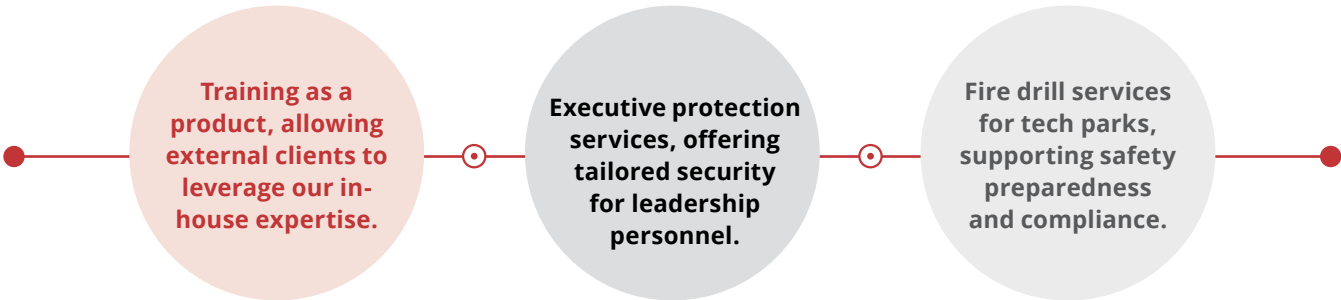 Training as a
product, allowing
external clients to
leverage our in-
house expertise.
Executive protection
services, offering
tailored security
for leadership
personnel.
Fire drill services
for tech parks,
supporting safety
preparedness
and compliance.